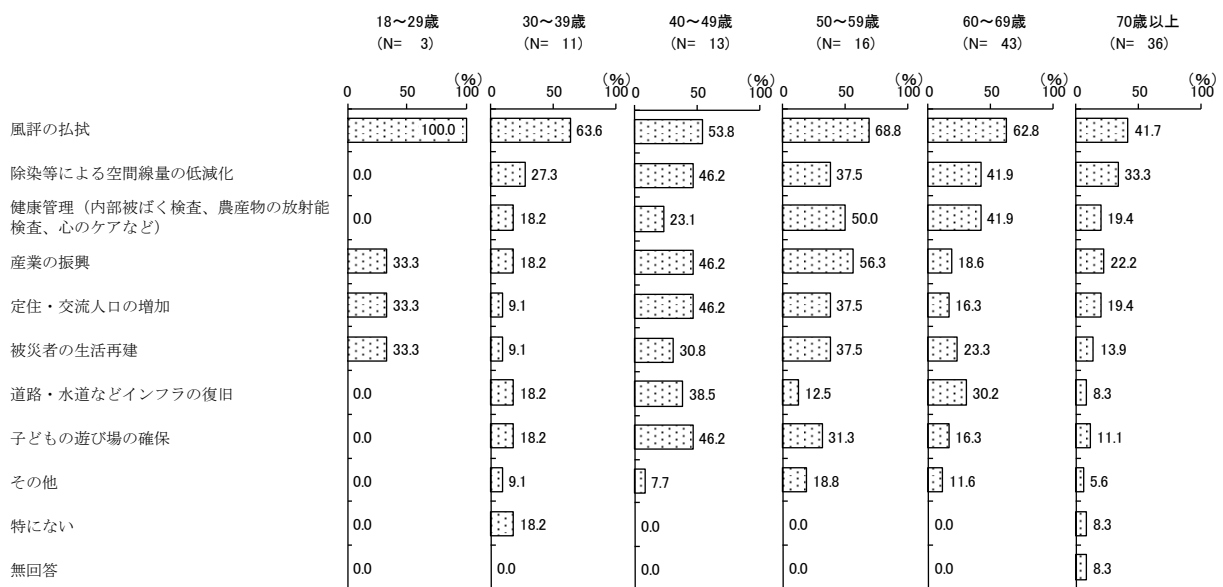 18～29歳 30～39歳 40～49歳 50～59歳 60～69歳 70歳以上
（N= 3） （N= 11） （N= 13） （N= 16） （N= 43） （N= 36）
(%) (%) (%) (%) (%) (%)
0 50 100 0 50 100 0 50 100 0 50 100 0 50 100 0 50 100
風評の払拭 100.0 63.6 53.8 68.8 62.8 41.7
除染等による空間線量の低減化 0.0 27.3 46.2 37.5 41.9 33.3
健康管理（内部被ばく検査、農産物の放射能
検査、心のケアなど） 0.0 18.2 23.1 50.0 41.9 19.4
産業の振興 33.3 18.2 46.2 56.3 18.6 22.2
定住・交流人口の増加 33.3 9.1 46.2 37.5 16.3 19.4
被災者の生活再建 33.3 9.1 30.8 37.5 23.3 13.9
道路・水道などインフラの復旧 0.0 18.2 38.5 12.5 30.2 8.3
子どもの遊び場の確保 0.0 18.2 46.2 31.3 16.3 11.1
その他 0.0 9.1 7.7 18.8 11.6 5.6
特にない 0.0 18.2 0.0 0.0 0.0 8.3
無回答 0.0 0.0 0.0 0.0 0.0 8.3